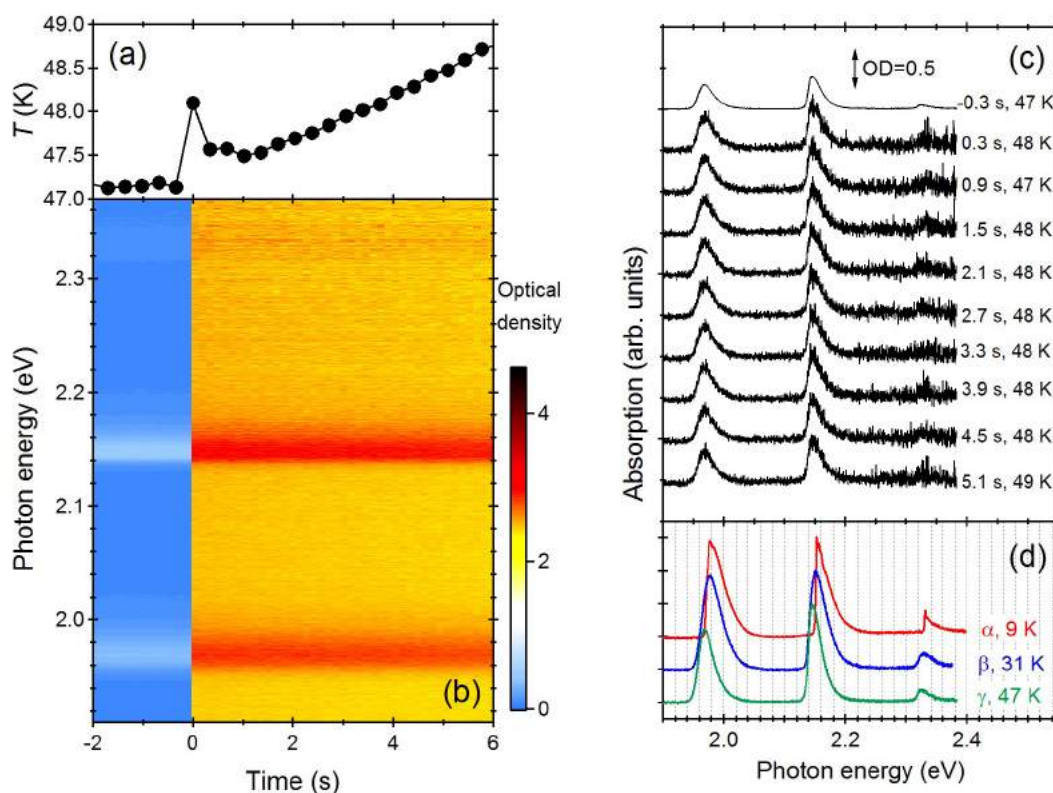 (a)
T (K)
49.0
48.5
48.0
47.5
47.0
(b)
Photon energy (eV)
2.3
2.2
2.1
2.0
-2
0
2
4
6
Time (s)
Optical
density
4
2
0
(c)
OD=0.5
Absorption (arb. units)
-0.3 s, 47 K
0.3 s, 48 K
0.9 s, 47 K
1.5 s, 48 K
2.1 s, 48 K
2.7 s, 48 K
3.3 s, 48 K
3.9 s, 48 K
4.5 s, 48 K
5.1 s, 49 K
(d)
α, 9 K
β, 31 K
γ, 47 K
2.0
2.2
2.4
Photon energy (eV)